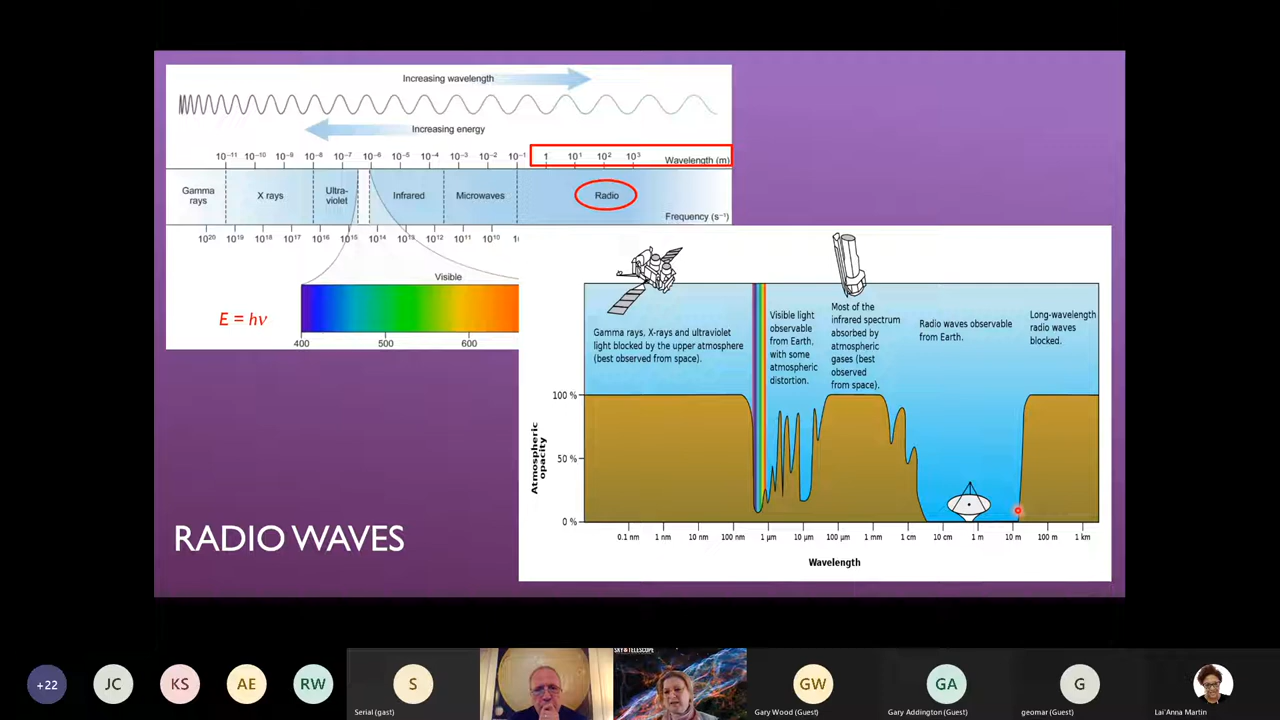 Increasing wavelength
Increasing energy
10⁻¹¹ 10⁻¹⁰ 10⁻⁹ 10⁻⁸ 10⁻⁷ 10⁻⁶ 10⁻⁵ 10⁻⁴ 10⁻³ 10⁻² 10⁻¹ 1 10¹ 10² 10³ Wavelength (m)
Gamma
rays
X rays
Ultra-
violet
Infrared
Microwaves
Radio
Frequency (s⁻¹)
10²⁰ 10¹⁹ 10¹⁸ 10¹⁷ 10¹⁶ 10¹⁵ 10¹⁴ 10¹³ 10¹² 10¹¹ 10¹⁰
Visible
E = hν
400 500 600
Gamma rays, X-rays and ultraviolet
light blocked by the upper atmosphere
(best observed from space).
Visible light
observable
from Earth,
with some
atmospheric
distortion.
Most of the
infrared spectrum
absorbed by
atmospheric
gases (best
observed
from space).
Radio waves observable
from Earth.
Long-wavelength
radio waves
blocked.
Atmospheric
opacity
100 %
50 %
0 %
0.1 nm 1 nm 10 nm 100 nm 1 μm 10 μm 100 μm 1 mm 1 cm 10 cm 1 m 10 m 100 m 1 km
Wavelength
RADIO WAVES
+22
JC
KS
AE
RW
S
Serial (gast)
SKY & TELESCOPE
GW
Gary Wood (Guest)
GA
Gary Addington (Guest)
G
geomar (Guest)
Lai'Anna Martin